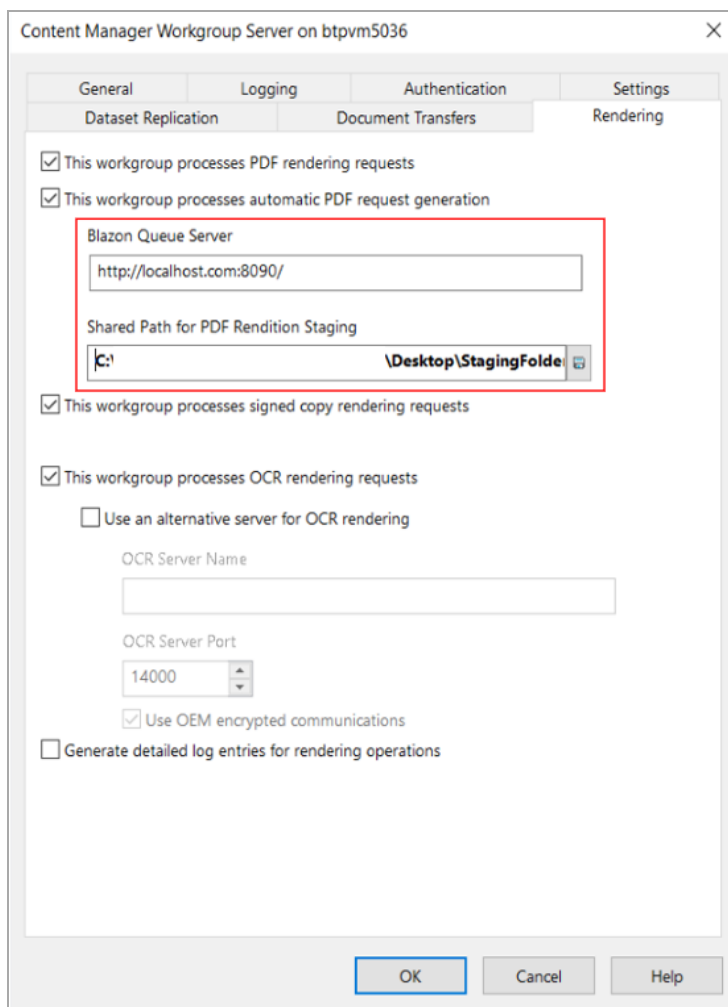 Content Manager Workgroup Server on btpvm5036
General Logging Authentication Settings
Dataset Replication Document Transfers Rendering
This workgroup processes PDF rendering requests
This workgroup processes automatic PDF request generation
Blazon Queue Server
http://localhost.com:8090/
Shared Path for PDF Rendition Staging
C:\ \Desktop\StagingFolde
This workgroup processes signed copy rendering requests
This workgroup processes OCR rendering requests
Use an alternative server for OCR rendering
OCR Server Name
OCR Server Port
14000
Use OEM encrypted communications
Generate detailed log entries for rendering operations
OK Cancel Help